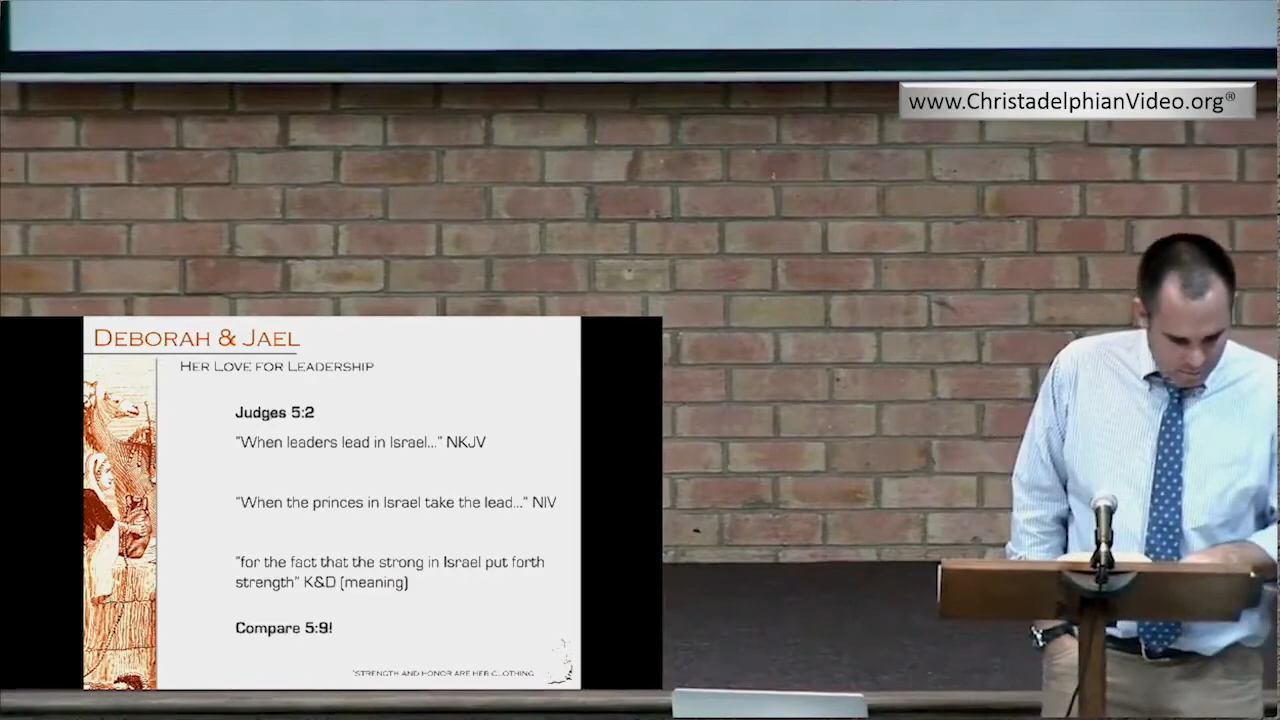 www.ChristadelphianVideo.org®
DEBORAH & JAEL
HER LOVE FOR LEADERSHIP
Judges 5:2
"When leaders lead in Israel..." NKJV
"When the princes in Israel take the lead..." NIV
"for the fact that the strong in Israel put forth
strength" K&D (meaning)
Compare 5:9!
"STRENGTH AND HONOR ARE HER CLOTHING